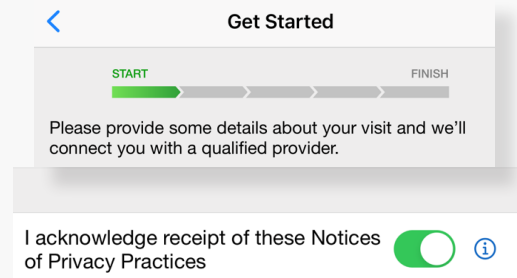 Get Started
START FINISH
Please provide some details about your visit and we'll
connect you with a qualified provider.
I acknowledge receipt of these Notices
of Privacy Practices